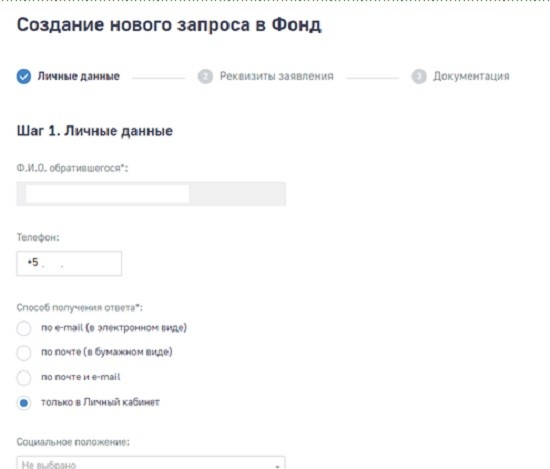 Создание нового запроса в Фонд
Личные данные
2 Реквизиты заявления
3 Документация
Шаг 1. Личные данные
Ф.И.О. обратившегося*:
Телефон:
+5 . .
Способ получения ответа*:
по e-mail (в электронном виде)
по почте (в бумажном виде)
по почте и e-mail
только в Личный кабинет
Социальное положение:
Не выбрано